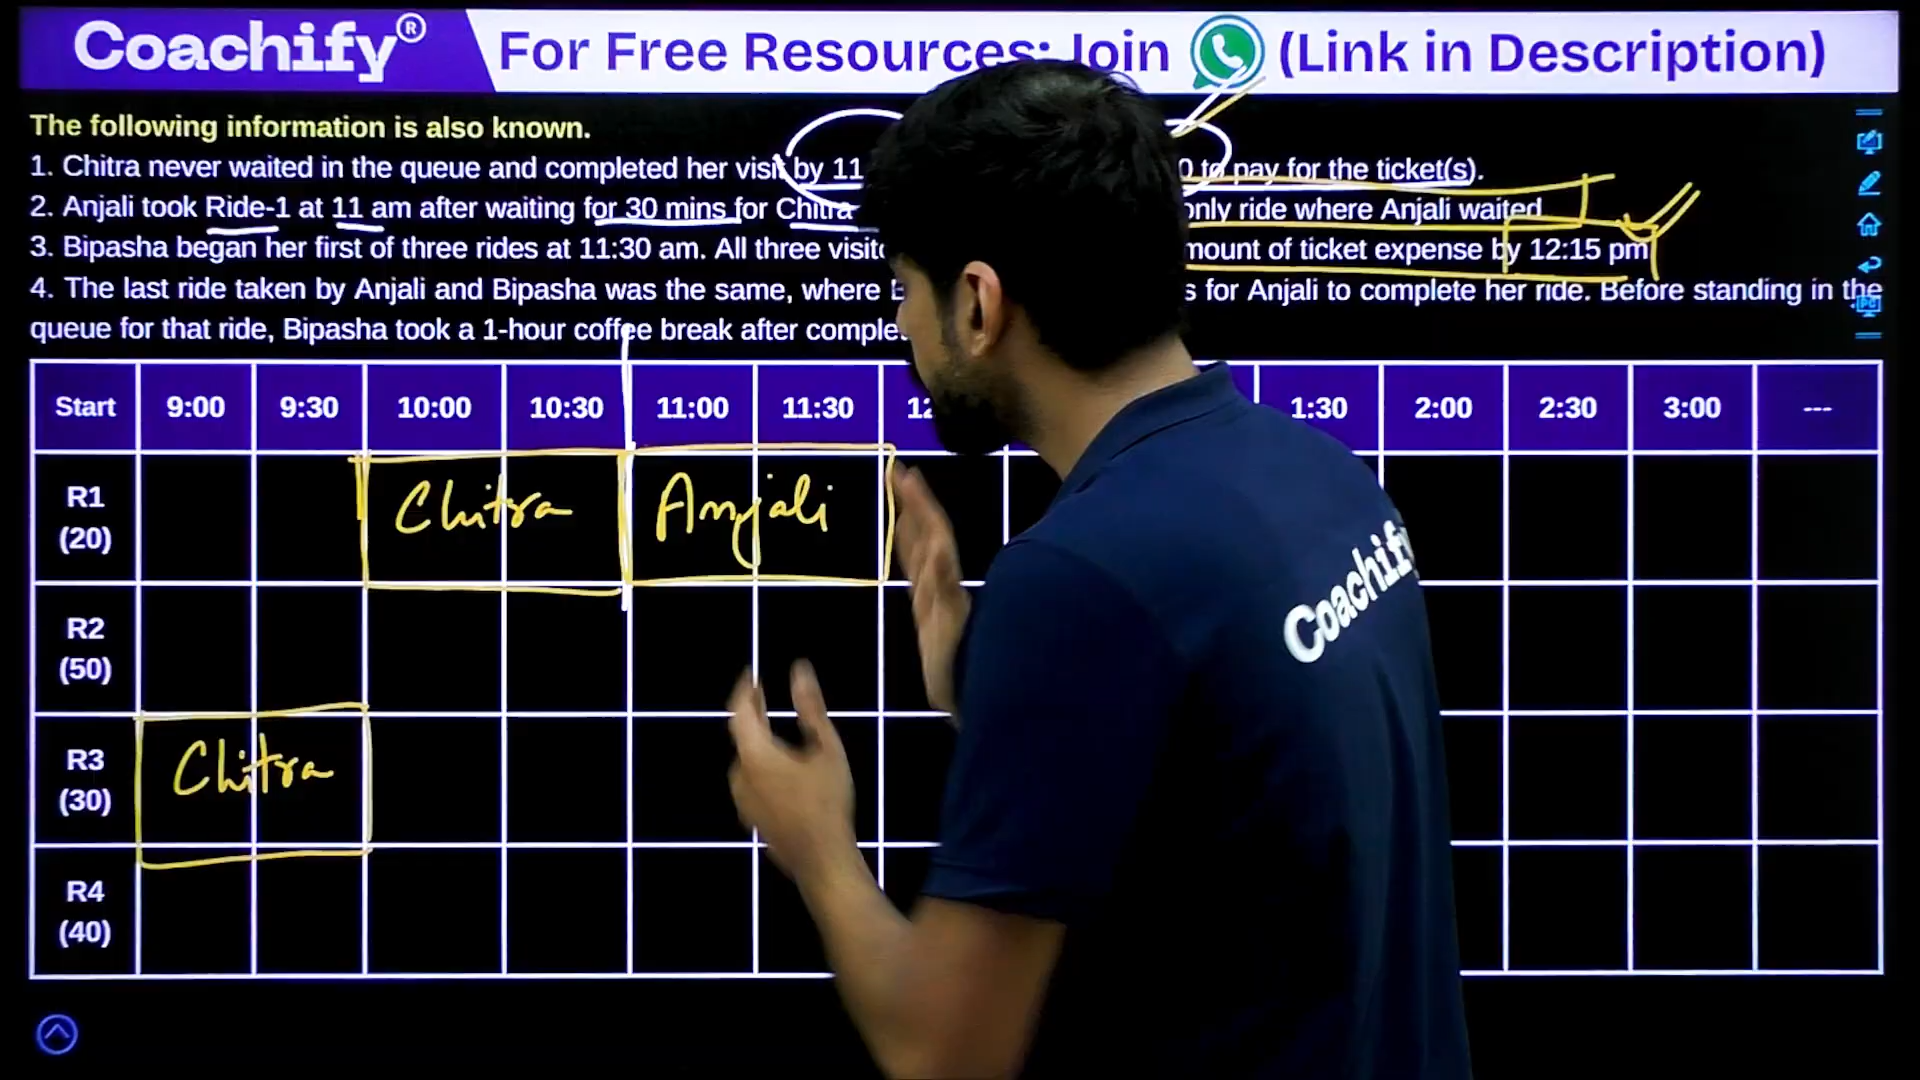 Coachify® For Free Resources: Join (Link in Description)
The following information is also known.
1. Chitra never waited in the queue and completed her visit by 11 0 to pay for the ticket(s).
2. Anjali took Ride-1 at 11 am after waiting for 30 mins for Chitra only ride where Anjali waited
3. Bipasha began her first of three rides at 11:30 am. All three mount of ticket expense by 12:15 pm
4. The last ride taken by Anjali and Bipasha was the same, where s for Anjali to complete her ride. Before standing in the
queue for that ride, Bipasha took a 1-hour coffee break after
Start 9:00 9:30 10:00 10:30 11:00 11:30 12 1:30 2:00 2:30 3:00 ---
R1 Chitra Anjali
(20)
R2
(50)
R3 Chitra
(30)
R4
(40)
Coachify